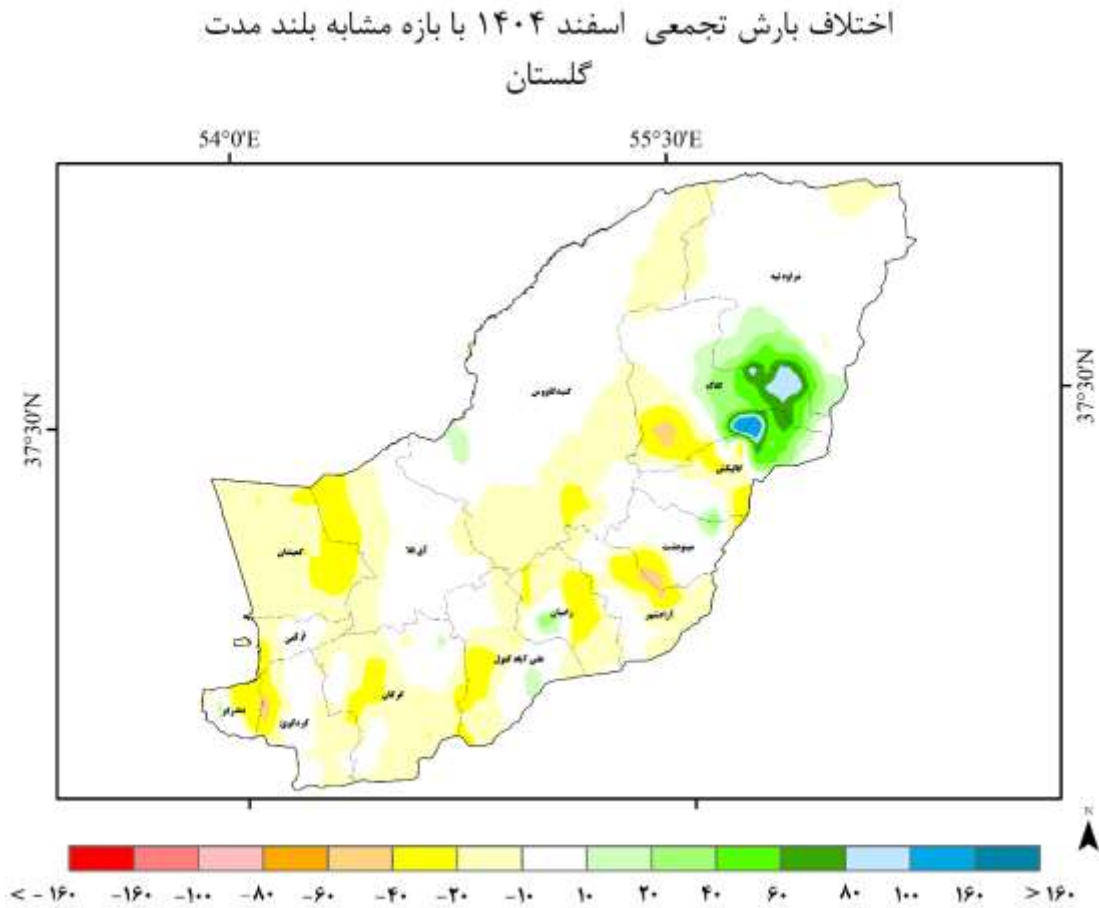 اختلاف بارش تجمعی اسفند ۱۴۰۴ با بازه مشابه بلند مدت
گلستان
54°0'E 55°30'E
37°30'N
37°30'N
مراوه تپه
کلاله
گنبدکاووس
گالیکش
مینودشت
گمیشان
آق قلا
رامیان
آزادشهر
ترکمن
علی آباد کتول
گرگان
بندرگز
کردکوی
N
< -۱۶۰ -۱۶۰ -۱۰۰ -۸۰ -۶۰ -۴۰ -۲۰ -۱۰ ۱۰ ۲۰ ۴۰ ۶۰ ۸۰ ۱۰۰ ۱۶۰ > ۱۶۰